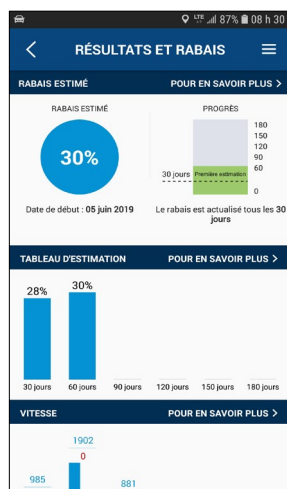 LTE 87% 08 h 30
RÉSULTATS ET RABAIS
RABAIS ESTIMÉ POUR EN SAVOIR PLUS >
RABAIS ESTIMÉ
30%
Date de début : 05 juin 2019
PROGRÈS
180
150
120
90
60
30 jours Première estimation
0
Le rabais est actualisé tous les 30
jours
TABLEAU D'ESTIMATION POUR EN SAVOIR PLUS >
28% 30%
30 jours 60 jours 90 jours 120 jours 150 jours 180 jours
VITESSE POUR EN SAVOIR PLUS >
1902
0
985 881